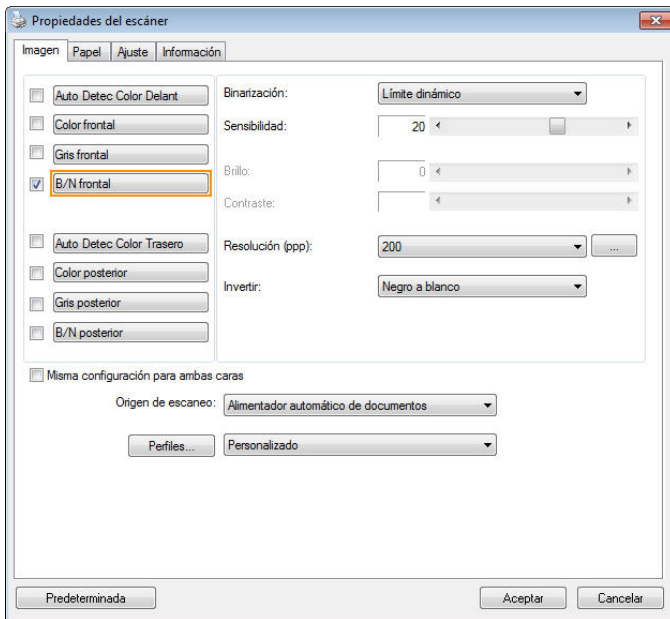 Propiedades del escáner
Imagen Papel Ajuste Información
Auto Detec Color Delant
Color frontal
Gris frontal
B/N frontal
Auto Detec Color Trasero
Color posterior
Gris posterior
B/N posterior
Binarización: Límite dinámico
Sensibilidad: 20
Brillo: 0
Contraste:
Resolución (ppp): 200 ...
Invertir: Negro a blanco
Misma configuración para ambas caras
Origen de escaneo: Alimentador automático de documentos
Perfiles... Personalizado
Predeterminada Aceptar Cancelar